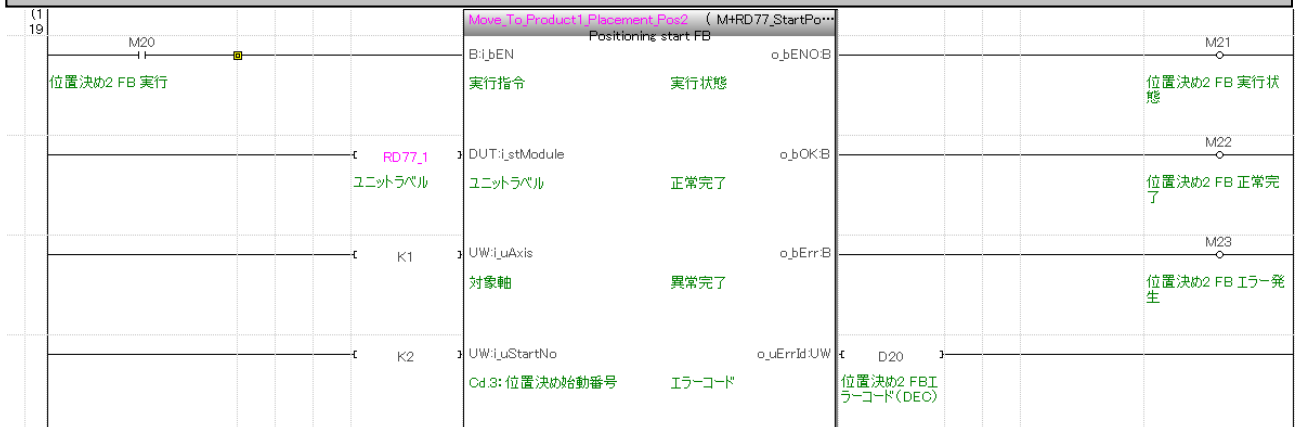 (1
19
Move_To_Product1_Placement_Pos2 ( M+RD77_StartPo…
Positioning start FB
M20
B:i_bEN
o_bENO:B
M21
位置決め2 FB 実行
実行指令
実行状態
位置決め2 FB 実行状
態
RD77_1
DUT:i_stModule
o_bOK:B
M22
ユニットラベル
ユニットラベル
正常完了
位置決め2 FB 正常完
了
K1
UW:i_uAxis
o_bErr:B
M23
対象軸
異常完了
位置決め2 FB エラー発
生
K2
UW:i_uStartNo
o_uErrId:UW
D20
Cd.3: 位置決め始動番号
エラーコード
位置決め2 FBエ
ラーコード(DEC)